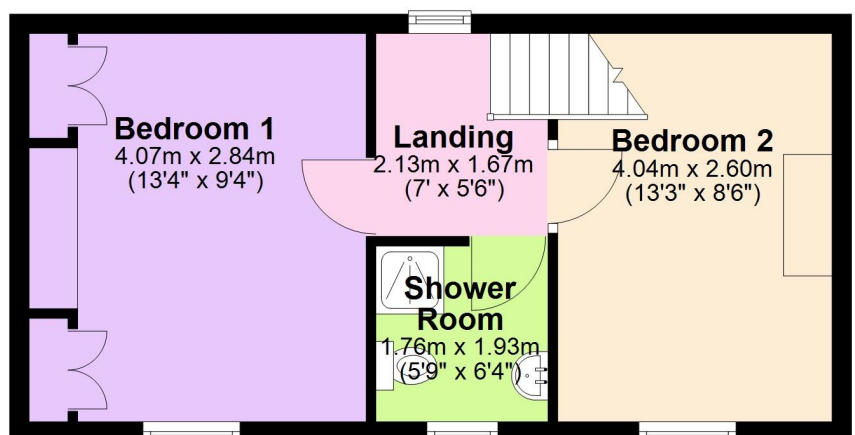 Bedroom 1
4.07m x 2.84m
(13'4" x 9'4")
Landing
2.13m x 1.67m
(7' x 5'6")
Bedroom 2
4.04m x 2.60m
(13'3" x 8'6")
Shower
Room
1.76m x 1.93m
(5'9" x 6'4")